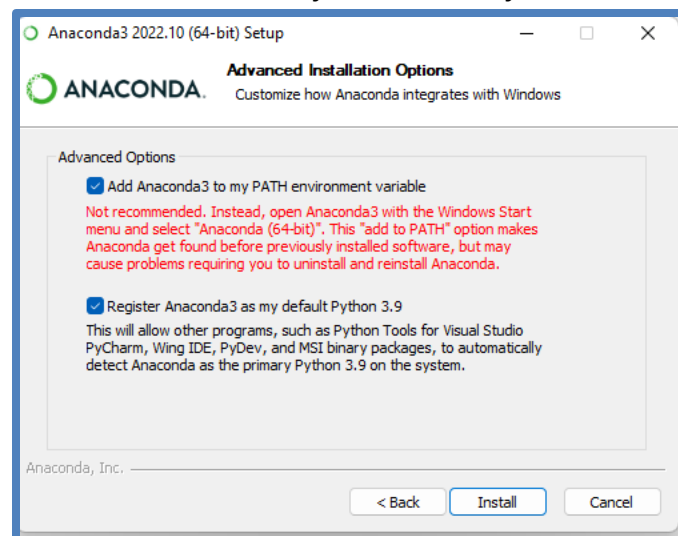 Anaconda3 2022.10 (64-bit) Setup
ANACONDA.
Advanced Installation Options
Customize how Anaconda integrates with Windows
Advanced Options
Add Anaconda3 to my PATH environment variable
Not recommended. Instead, open Anaconda3 with the Windows Start
menu and select "Anaconda (64-bit)". This "add to PATH" option makes
Anaconda get found before previously installed software, but may
cause problems requiring you to uninstall and reinstall Anaconda.
Register Anaconda3 as my default Python 3.9
This will allow other programs, such as Python Tools for Visual Studio
PyCharm, Wing IDE, PyDev, and MSI binary packages, to automatically
detect Anaconda as the primary Python 3.9 on the system.
Anaconda, Inc.
< Back Install Cancel